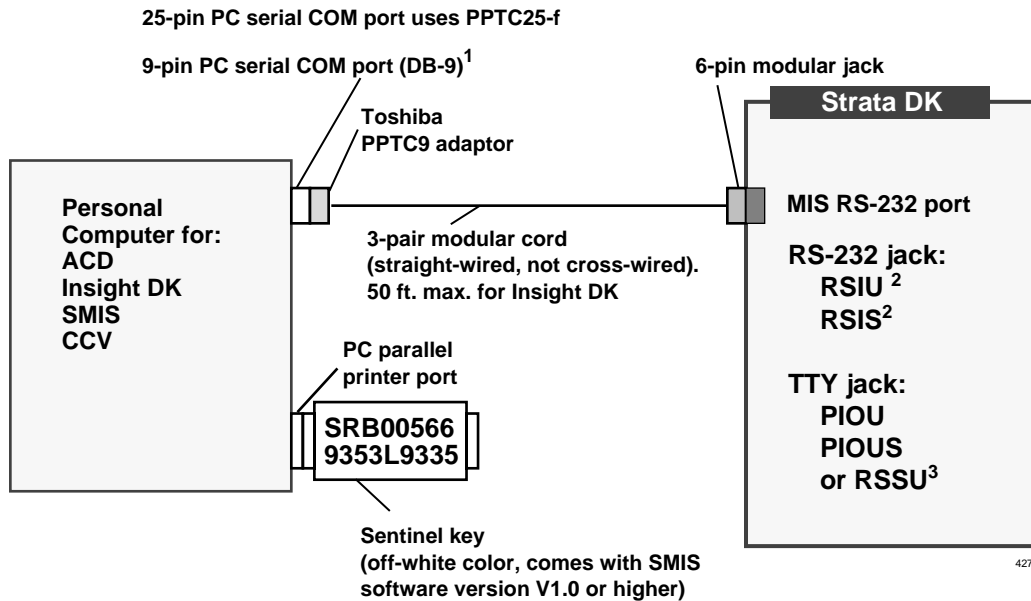 25-pin PC serial COM port uses PPTC25-f
9-pin PC serial COM port (DB-9)1
6-pin modular jack
Strata DK
Toshiba
PPTC9 adaptor
Personal
Computer for:
ACD
Insight DK
SMIS
CCV
3-pair modular cord
(straight-wired, not cross-wired).
50 ft. max. for Insight DK
MIS RS-232 port
RS-232 jack:
RSIU 2
RSIS2
TTY jack:
PIOU
PIOUS
or RSSU3
PC parallel
printer port
SRB00566
9353L9335
Sentinel key
(off-white color, comes with SMIS
software version V1.0 or higher)
427